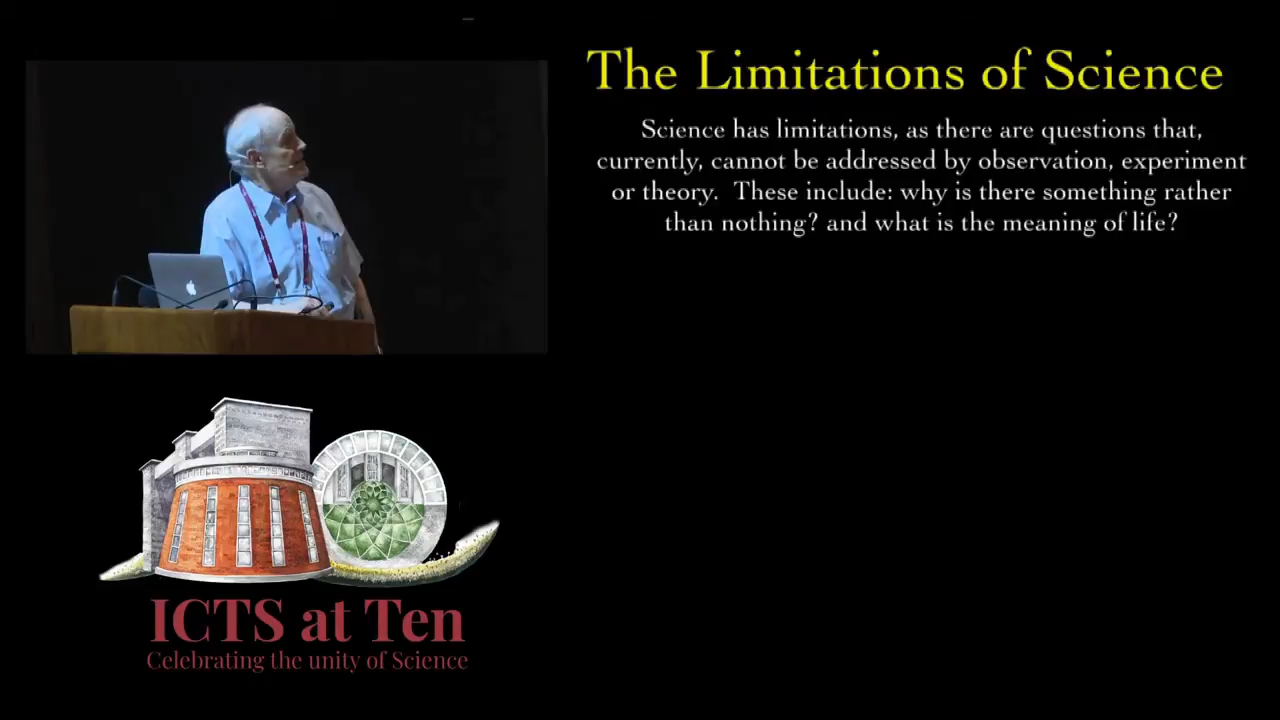 The Limitations of Science
Science has limitations, as there are questions that,
currently, cannot be addressed by observation, experiment
or theory.  These include: why is there something rather
than nothing? and what is the meaning of life?
ICTS at Ten
Celebrating the unity of Science